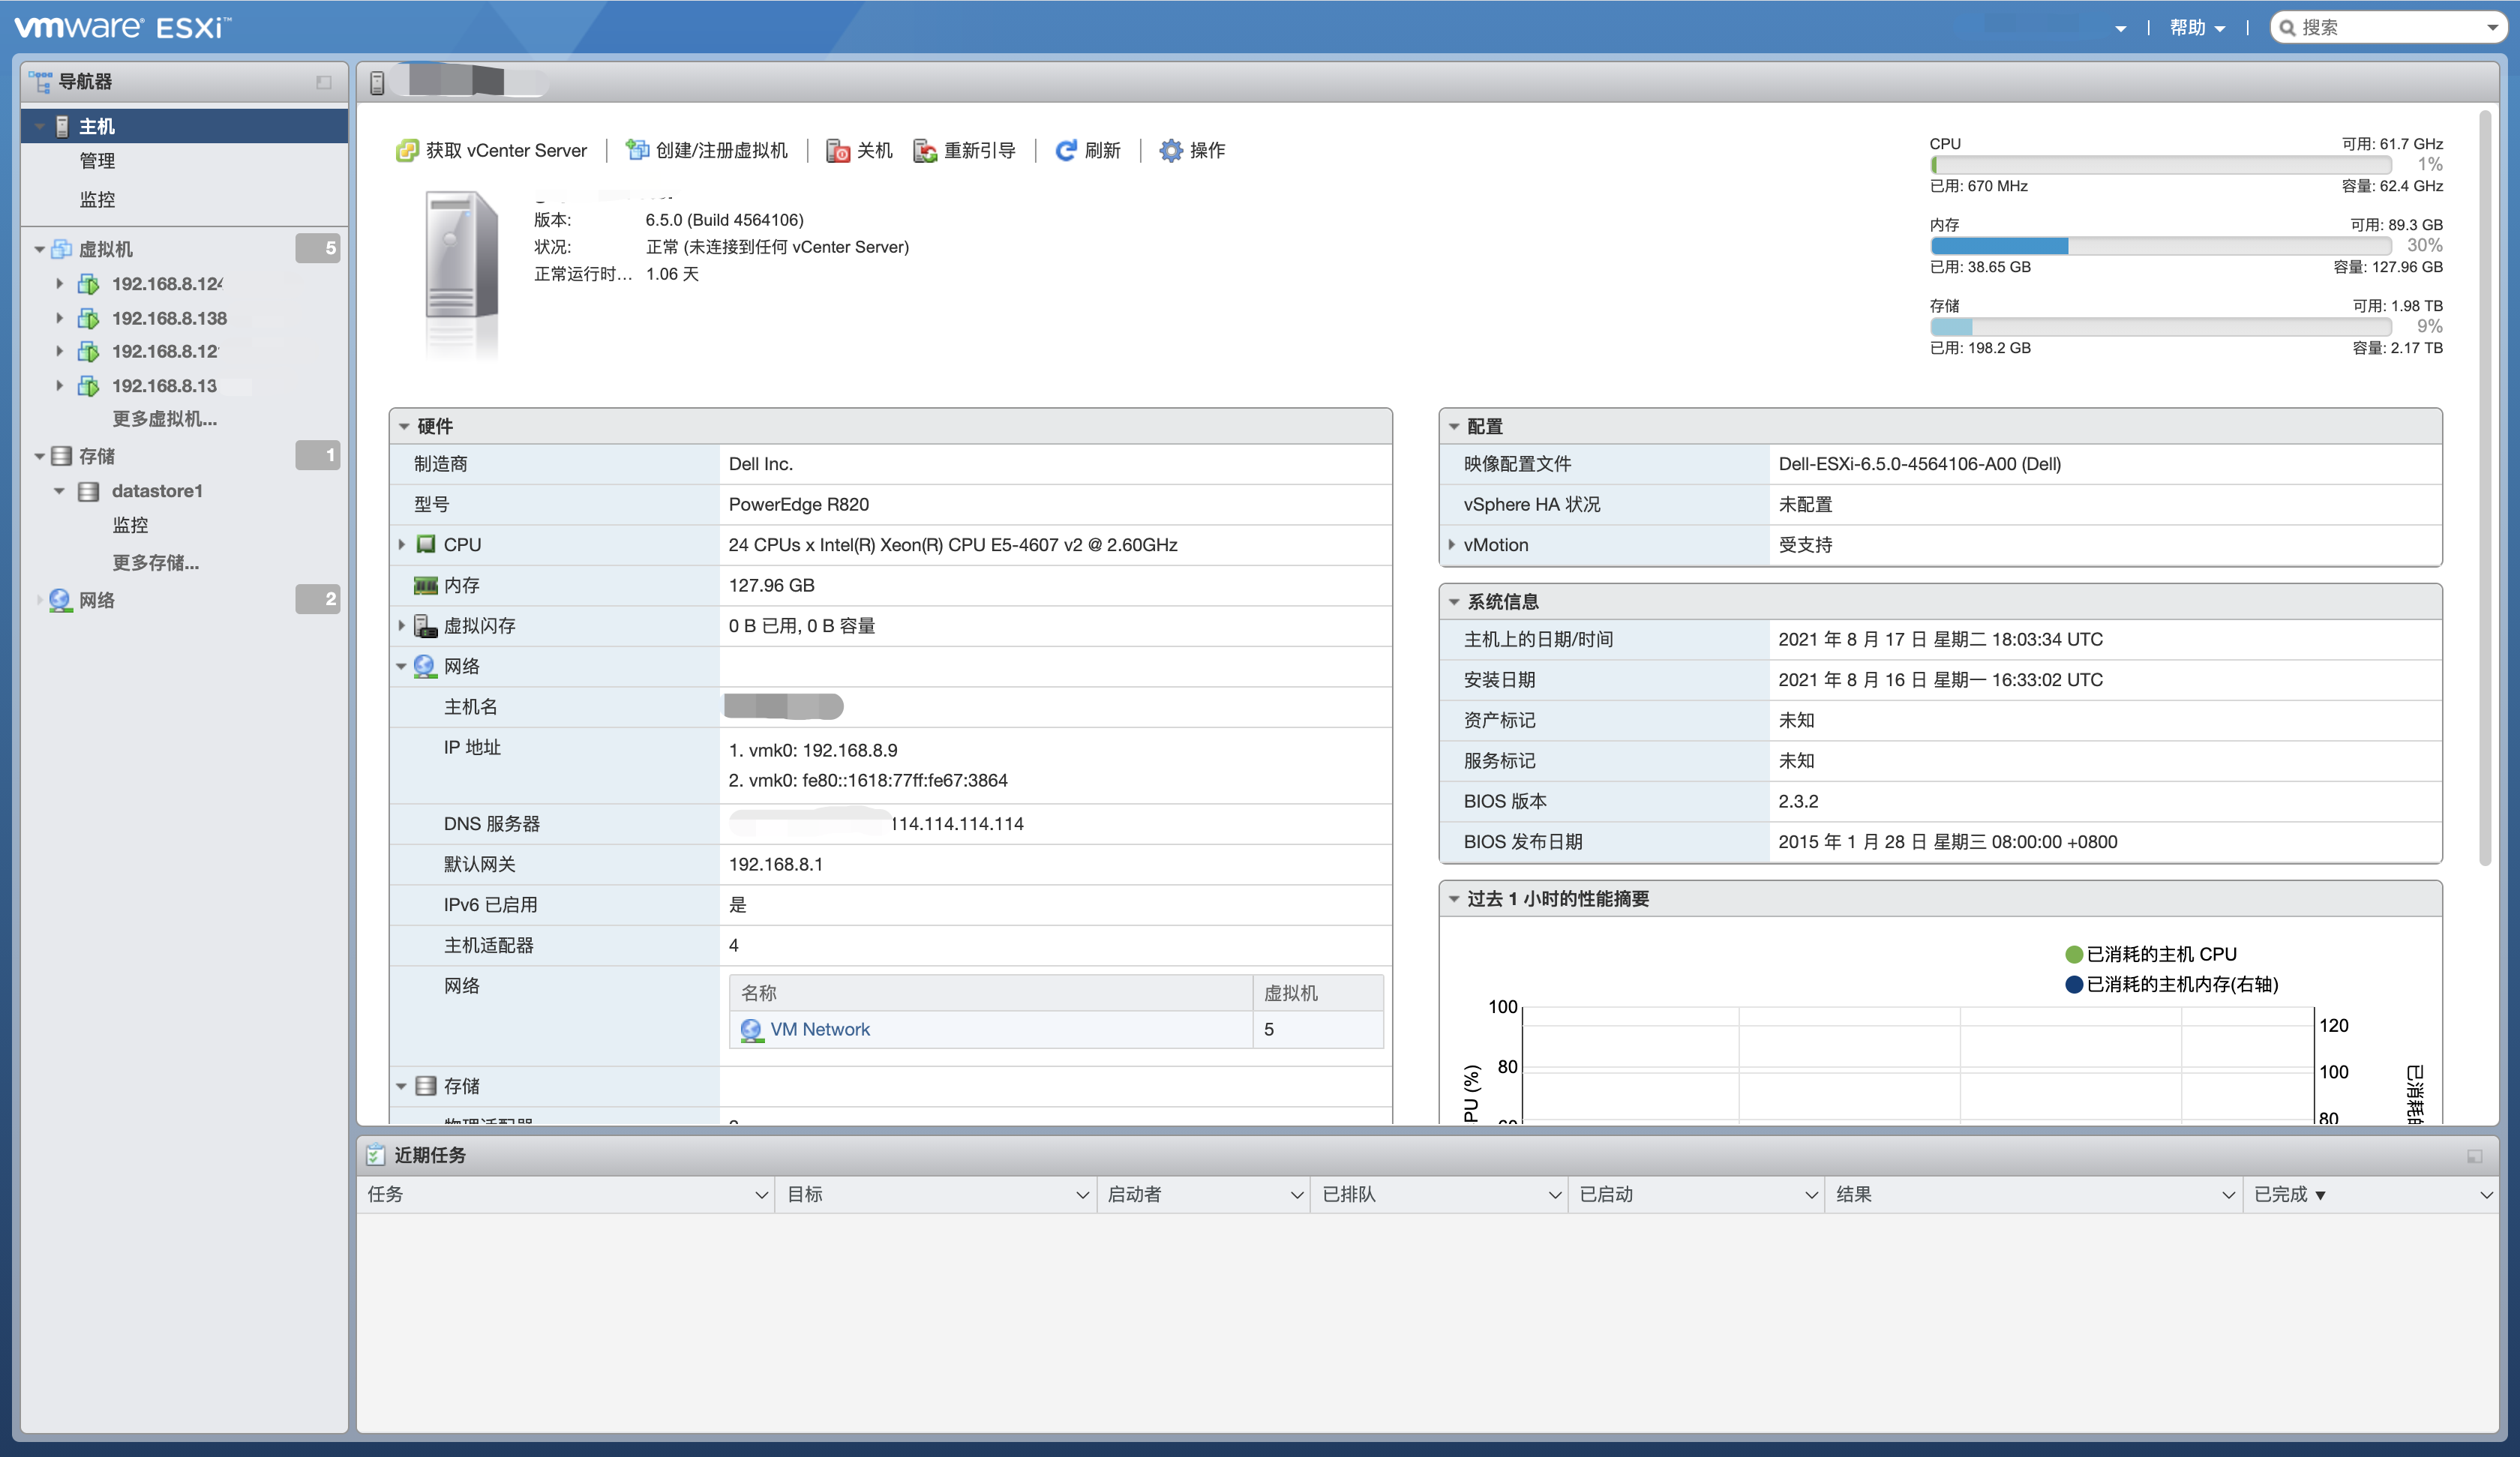 vmware ESXi™
帮助
搜索
导航器
主机
管理
监控
虚拟机 5
192.168.8.124
192.168.8.138
192.168.8.12
192.168.8.13
更多虚拟机...
存储 1
datastore1
监控
更多存储...
网络 2
获取 vCenter Server
创建/注册虚拟机
关机
重新引导
刷新
操作
版本: 6.5.0 (Build 4564106)
状况: 正常 (未连接到任何 vCenter Server)
正常运行时... 1.06 天
CPU 可用: 61.7 GHz
1%
已用: 670 MHz 容量: 62.4 GHz
内存 可用: 89.3 GB
30%
已用: 38.65 GB 容量: 127.96 GB
存储 可用: 1.98 TB
9%
已用: 198.2 GB 容量: 2.17 TB
硬件
制造商 Dell Inc.
型号 PowerEdge R820
CPU 24 CPUs x Intel(R) Xeon(R) CPU E5-4607 v2 @ 2.60GHz
内存 127.96 GB
虚拟闪存 0 B 已用, 0 B 容量
网络
主机名
IP 地址 1. vmk0: 192.168.8.9
2. vmk0: fe80::1618:77ff:fe67:3864
DNS 服务器 114.114.114.114
默认网关 192.168.8.1
IPv6 已启用 是
主机适配器 4
网络 名称 虚拟机
VM Network 5
存储
物理适配器
配置
映像配置文件 Dell-ESXi-6.5.0-4564106-A00 (Dell)
vSphere HA 状况 未配置
vMotion 受支持
系统信息
主机上的日期/时间 2021 年 8 月 17 日 星期二 18:03:34 UTC
安装日期 2021 年 8 月 16 日 星期一 16:33:02 UTC
资产标记 未知
服务标记 未知
BIOS 版本 2.3.2
BIOS 发布日期 2015 年 1 月 28 日 星期三 08:00:00 +0800
过去 1 小时的性能摘要
已消耗的主机 CPU
已消耗的主机内存(右轴)
100
120
80
100
80
PU (%)
已消耗
近期任务
任务 目标 启动者 已排队 已启动 结果 已完成 ▼